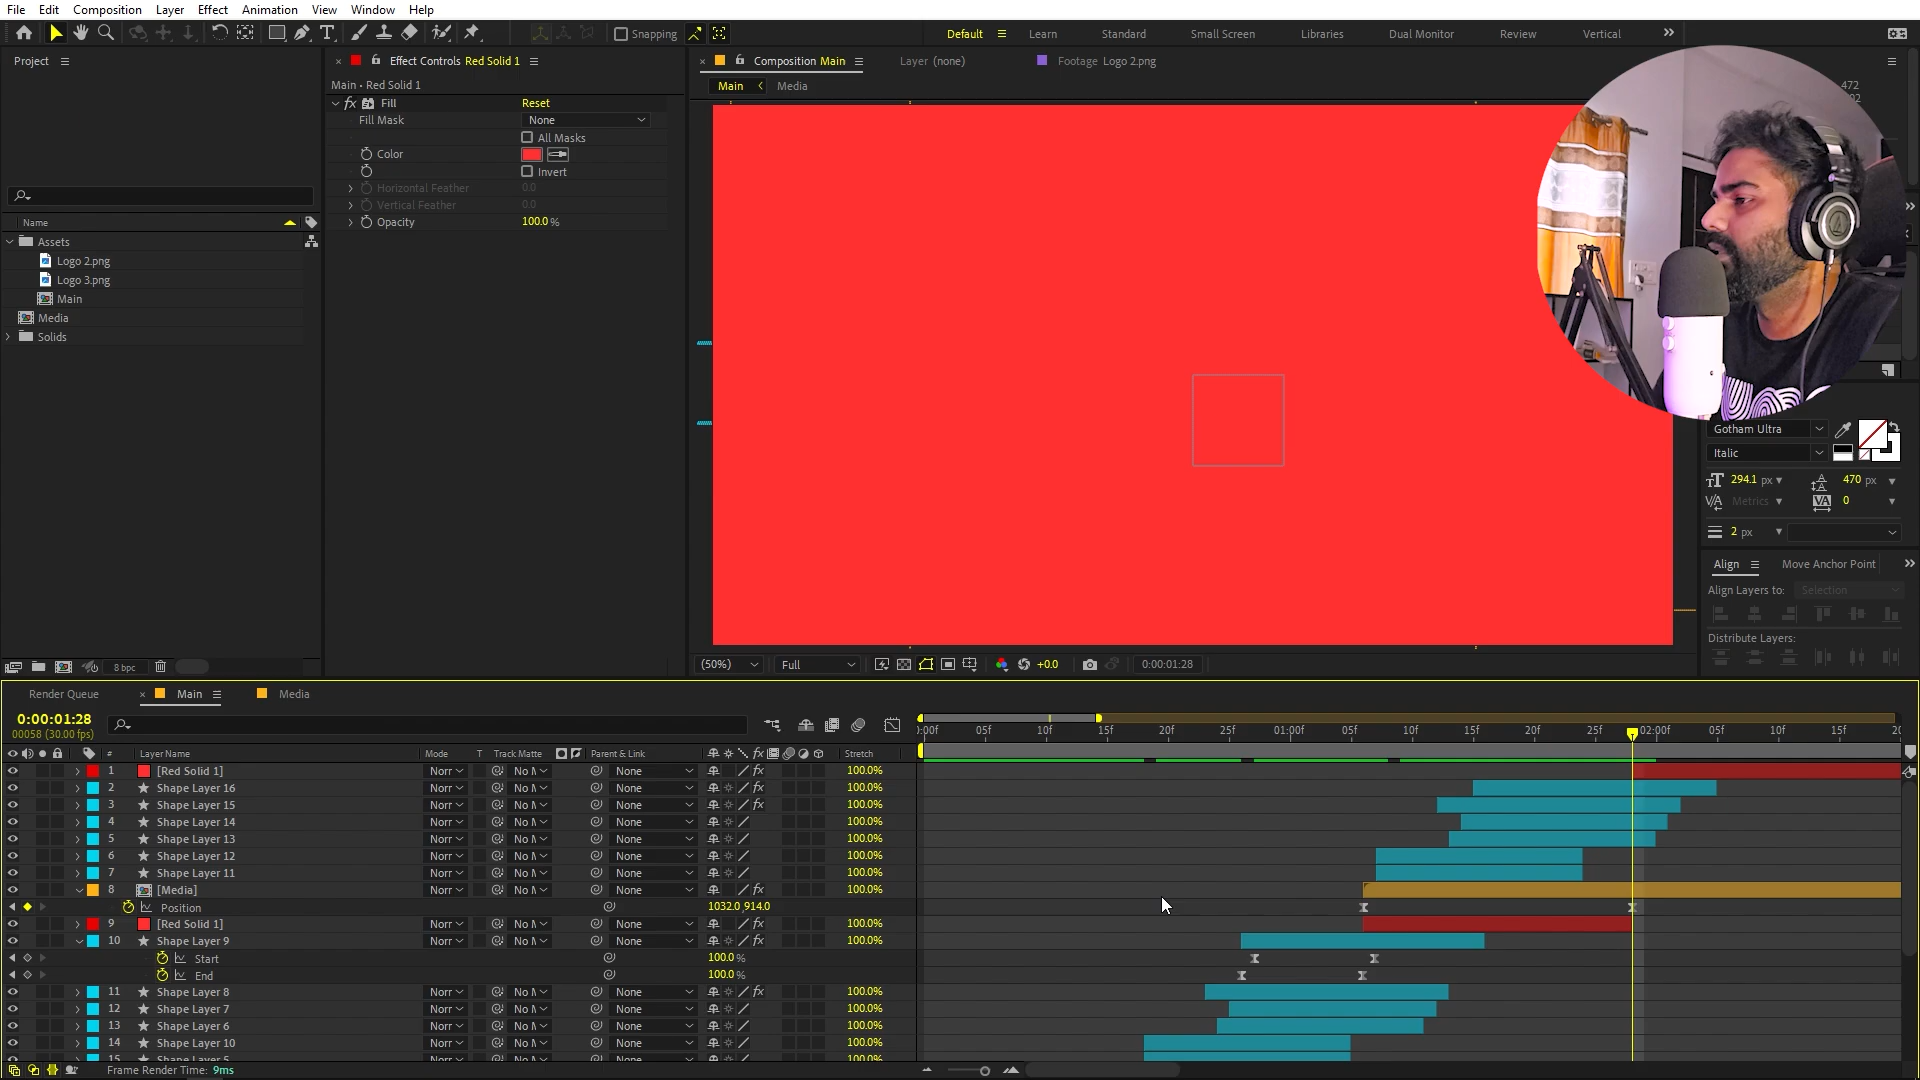 File Edit Composition Layer Effect Animation View Window Help
Snapping Default Learn Standard Small Screen Libraries Dual Monitor Review Vertical
Project
Effect Controls Red Solid 1
Composition Main
Layer (none)
Footage Logo 2.png
Main • Red Solid 1
Main Media
472
Fill Reset
Fill Mask None
All Masks
Color
Invert
Horizontal Feather 0.0
Vertical Feather 0.0
Opacity 100.0 %
Name
Assets
Logo 2.png
Logo 3.png
Main
Media
Solids
8 bpc
(50%) Full +0.0 0:00:01:28
Gotham Ultra
Italic
294.1 px 470 px
Metrics 0
2 px
Align Move Anchor Point
Align Layers to: Selection
Distribute Layers:
Render Queue Main Media
0:00:01:28
00058 (30.00 fps)
:00f 05f 10f 15f 20f 25f 01:00f 05f 10f 15f 20f 25f 02:00f 05f 10f 15f 20
# Layer Name Mode T Track Matte Parent & Link fx Stretch
1 [Red Solid 1] Norr No M None fx 100.0%
2 Shape Layer 16 Norr No M None fx 100.0%
3 Shape Layer 15 Norr No M None fx 100.0%
4 Shape Layer 14 Norr No M None 100.0%
5 Shape Layer 13 Norr No M None 100.0%
6 Shape Layer 12 Norr No M None 100.0%
7 Shape Layer 11 Norr No M None 100.0%
8 [Media] Norr No M None fx 100.0%
Position 1032.0,914.0
9 [Red Solid 1] Norr No M None fx 100.0%
10 Shape Layer 9 Norr No M None 100.0%
Start 100.0 %
End 100.0 %
11 Shape Layer 8 Norr No M None fx 100.0%
12 Shape Layer 7 Norr No M None 100.0%
13 Shape Layer 6 Norr No M None 100.0%
14 Shape Layer 10 Norr No M None 100.0%
15 Shape Layer 5 Norr No M None 100.0%
Frame Render Time: 9ms